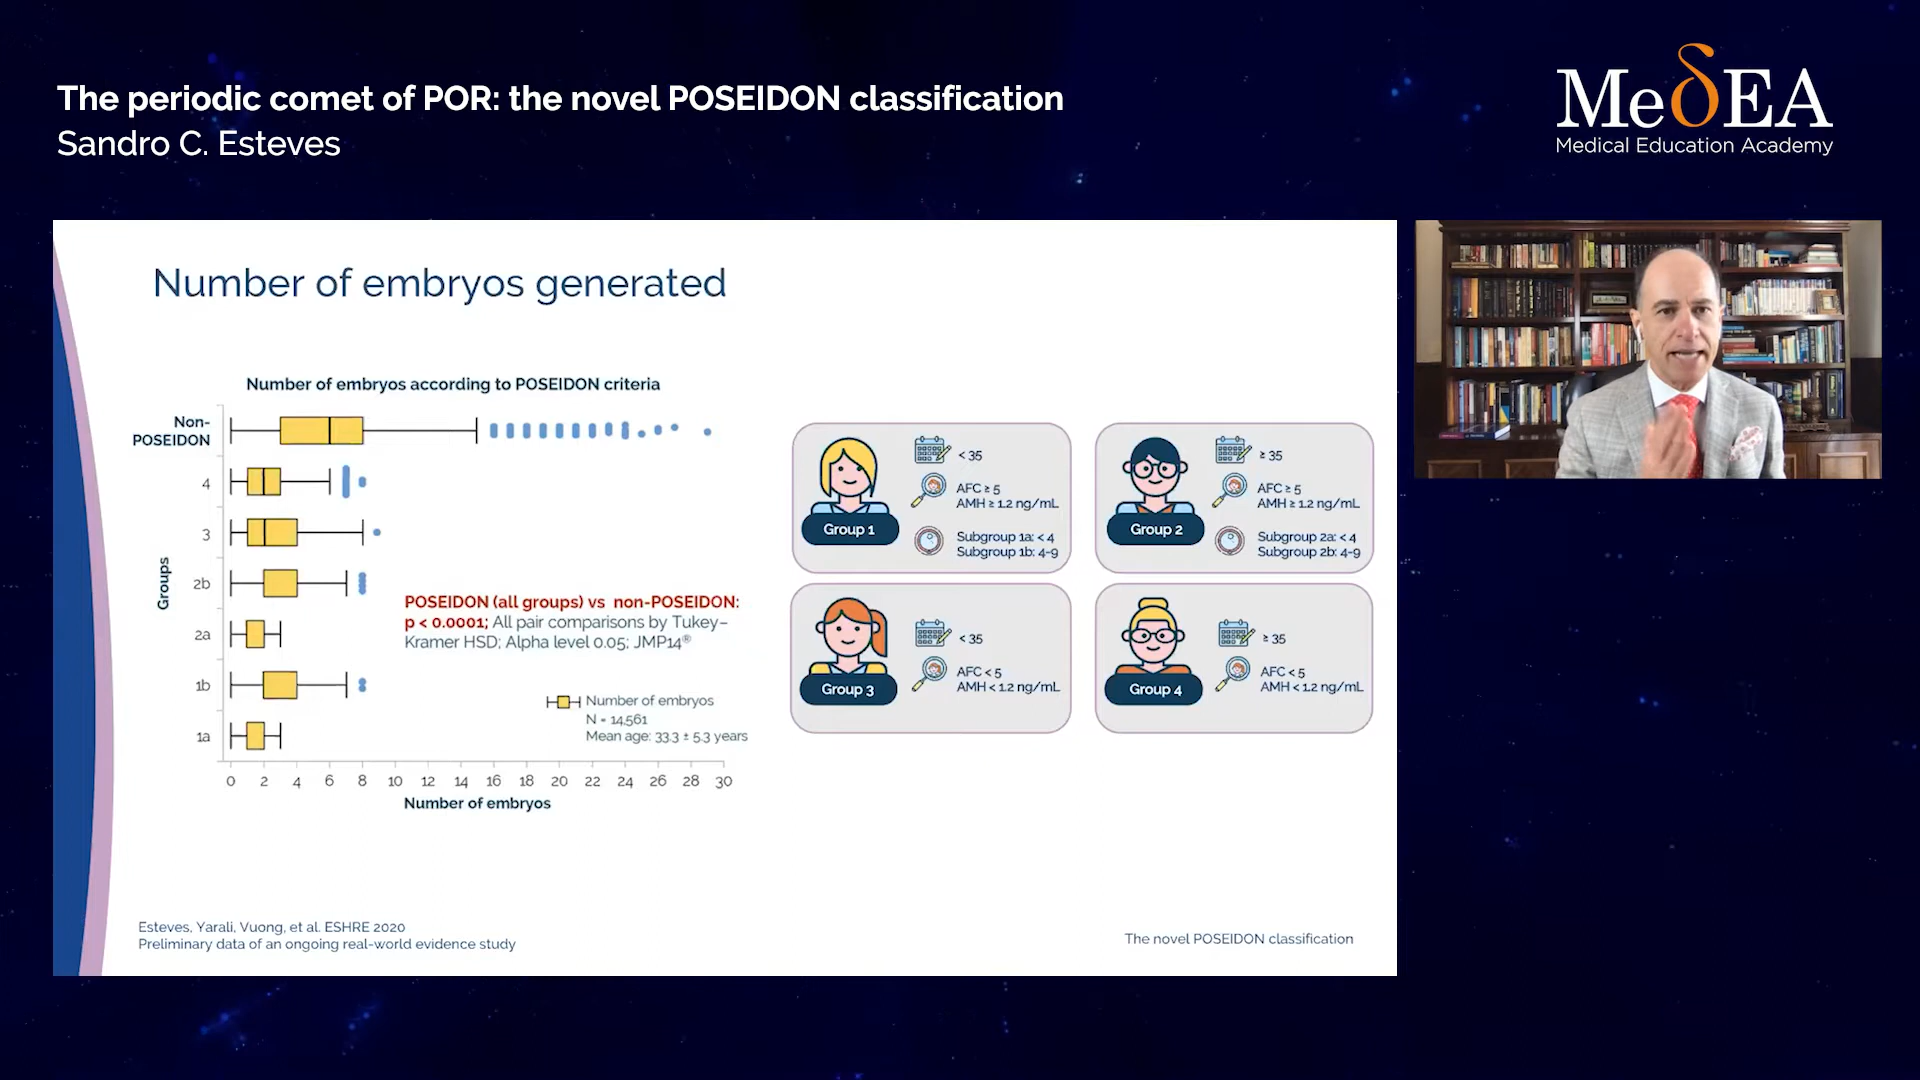 The periodic comet of POR: the novel POSEIDON classification
Sandro C. Esteves
MeδEA
Medical Education Academy
Number of embryos generated
Number of embryos according to POSEIDON criteria
Non-
POSEIDON
4
3
2b
2a
1b
1a
Groups
POSEIDON (all groups) vs non-POSEIDON:
p < 0.0001; All pair comparisons by Tukey–
Kramer HSD; Alpha level 0.05; JMP14®
Number of embryos
N = 14,561
Mean age: 33.3 ± 5.3 years
0 2 4 6 8 10 12 14 16 18 20 22 24 26 28 30
Number of embryos
Group 1
< 35
AFC ≥ 5
AMH ≥ 1.2 ng/mL
Subgroup 1a: < 4
Subgroup 1b: 4-9
Group 2
≥ 35
AFC ≥ 5
AMH ≥ 1.2 ng/mL
Subgroup 2a: < 4
Subgroup 2b: 4-9
Group 3
< 35
AFC < 5
AMH < 1.2 ng/mL
Group 4
≥ 35
AFC < 5
AMH < 1.2 ng/mL
Esteves, Yarali, Vuong, et al. ESHRE 2020
Preliminary data of an ongoing real-world evidence study
The novel POSEIDON classification